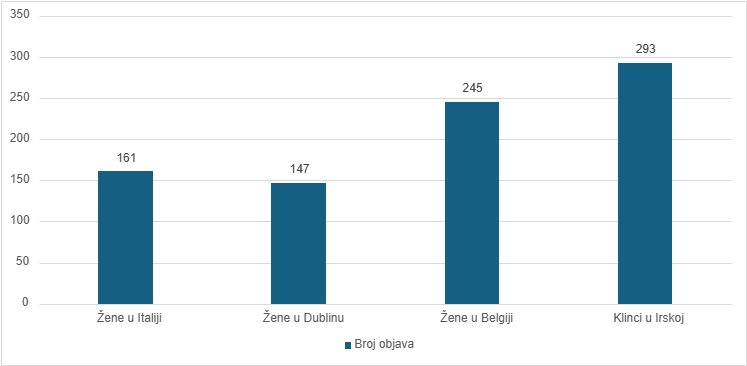 350
300
250
200
150
100
50
0
161
147
245
293
Žene u Italiji
Žene u Dublinu
Žene u Belgiji
Klinci u Irskoj
Broj objava